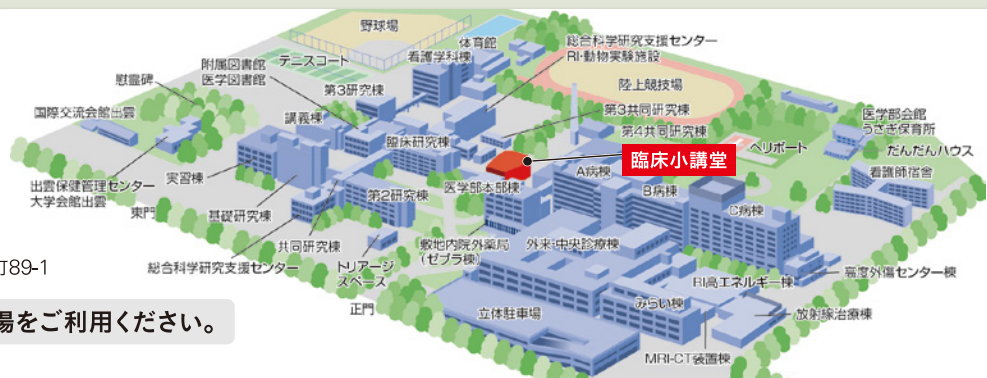 野球場
体育館
総合科学研究支援センター
RI・動物実験施設
テニスコート
看護学科棟
附属図書館
医学図書館
慰霊碑
第3研究棟
陸上競技場
国際交流会館出雲
講義棟
第3共同研究棟
医学部会館
うさぎ保育所
臨床研究棟
第4共同研究棟
ヘリポート
だんだんハウス
臨床小講堂
A病棟
看護師宿舎
出雲保健管理センター
大学会館出雲
実習棟
第2研究棟
医学部本部棟
B病棟
C病棟
東門
基礎研究棟
共同研究棟
敷地内院外薬局
(ゼブラ棟)
外来・中央診療棟
町89-1
総合科学研究支援センター
トリアージ
スペース
RI高エネルギー棟
高度外傷センター棟
正門
立体駐車場
みらい棟
放射線治療棟
場をご利用ください。
MRI-CT装置棟